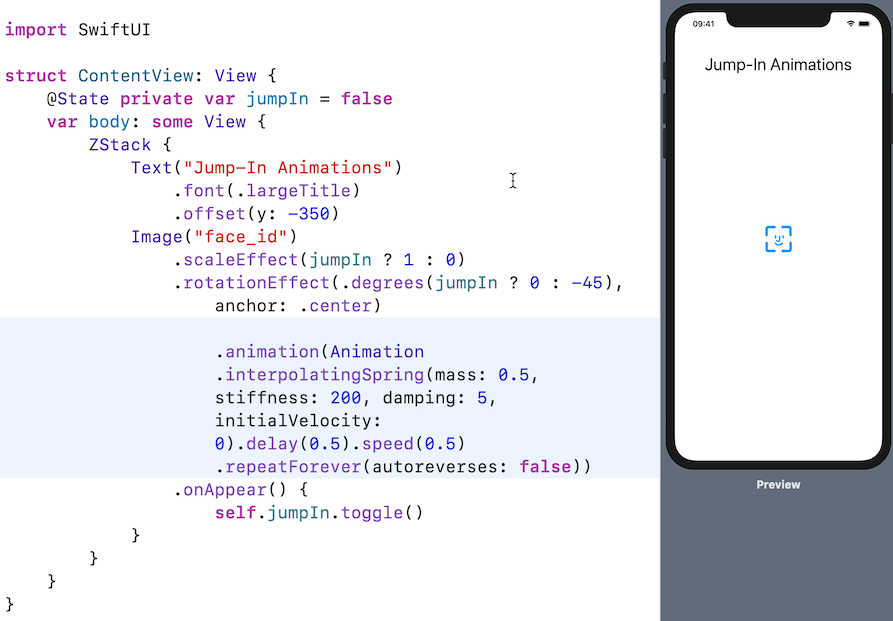 import SwiftUI
struct ContentView: View {
@State private var jumpIn = false
var body: some View {
ZStack {
Text("Jump-In Animations")
.font(.largeTitle)
.offset(y: -350)
Image("face_id")
.scaleEffect(jumpIn ? 1 : 0)
.rotationEffect(.degrees(jumpIn ? 0 : -45),
anchor: .center)
.animation(Animation
.interpolatingSpring(mass: 0.5,
stiffness: 200, damping: 5,
initialVelocity:
0).delay(0.5).speed(0.5)
.repeatForever(autoreverses: false))
.onAppear() {
self.jumpIn.toggle()
}
}
}
}
09:41
Jump-In Animations
Preview